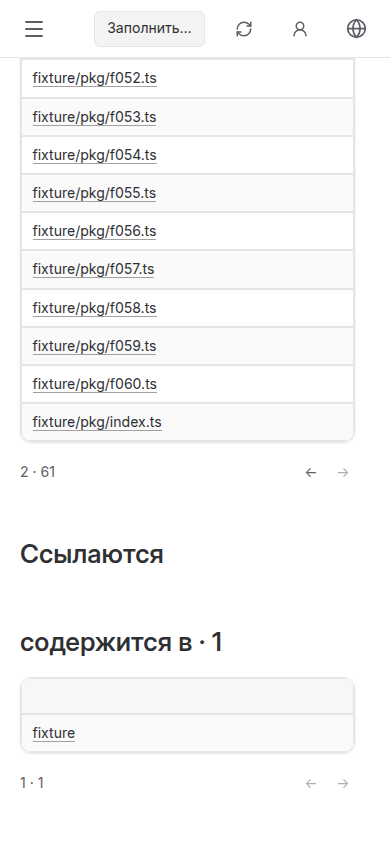 Заполнить...
fixture/pkg/f052.ts
fixture/pkg/f053.ts
fixture/pkg/f054.ts
fixture/pkg/f055.ts
fixture/pkg/f056.ts
fixture/pkg/f057.ts
fixture/pkg/f058.ts
fixture/pkg/f059.ts
fixture/pkg/f060.ts
fixture/pkg/index.ts
2 · 61 ← →
Ссылаются
содержится в · 1
fixture
1 · 1 ← →